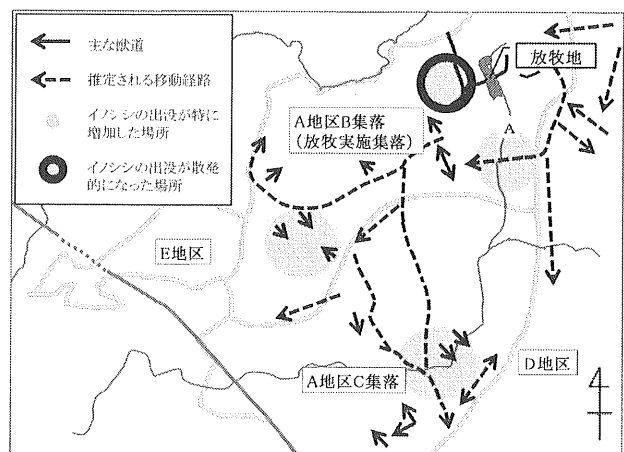 主な獣道
推定される移動経路
イノシシの出没が特に
増加した場所
イノシシの出没が散発
的になった場所
放牧地
A地区B集落
(放牧実施集落)
A
E地区
A地区C集落
D地区